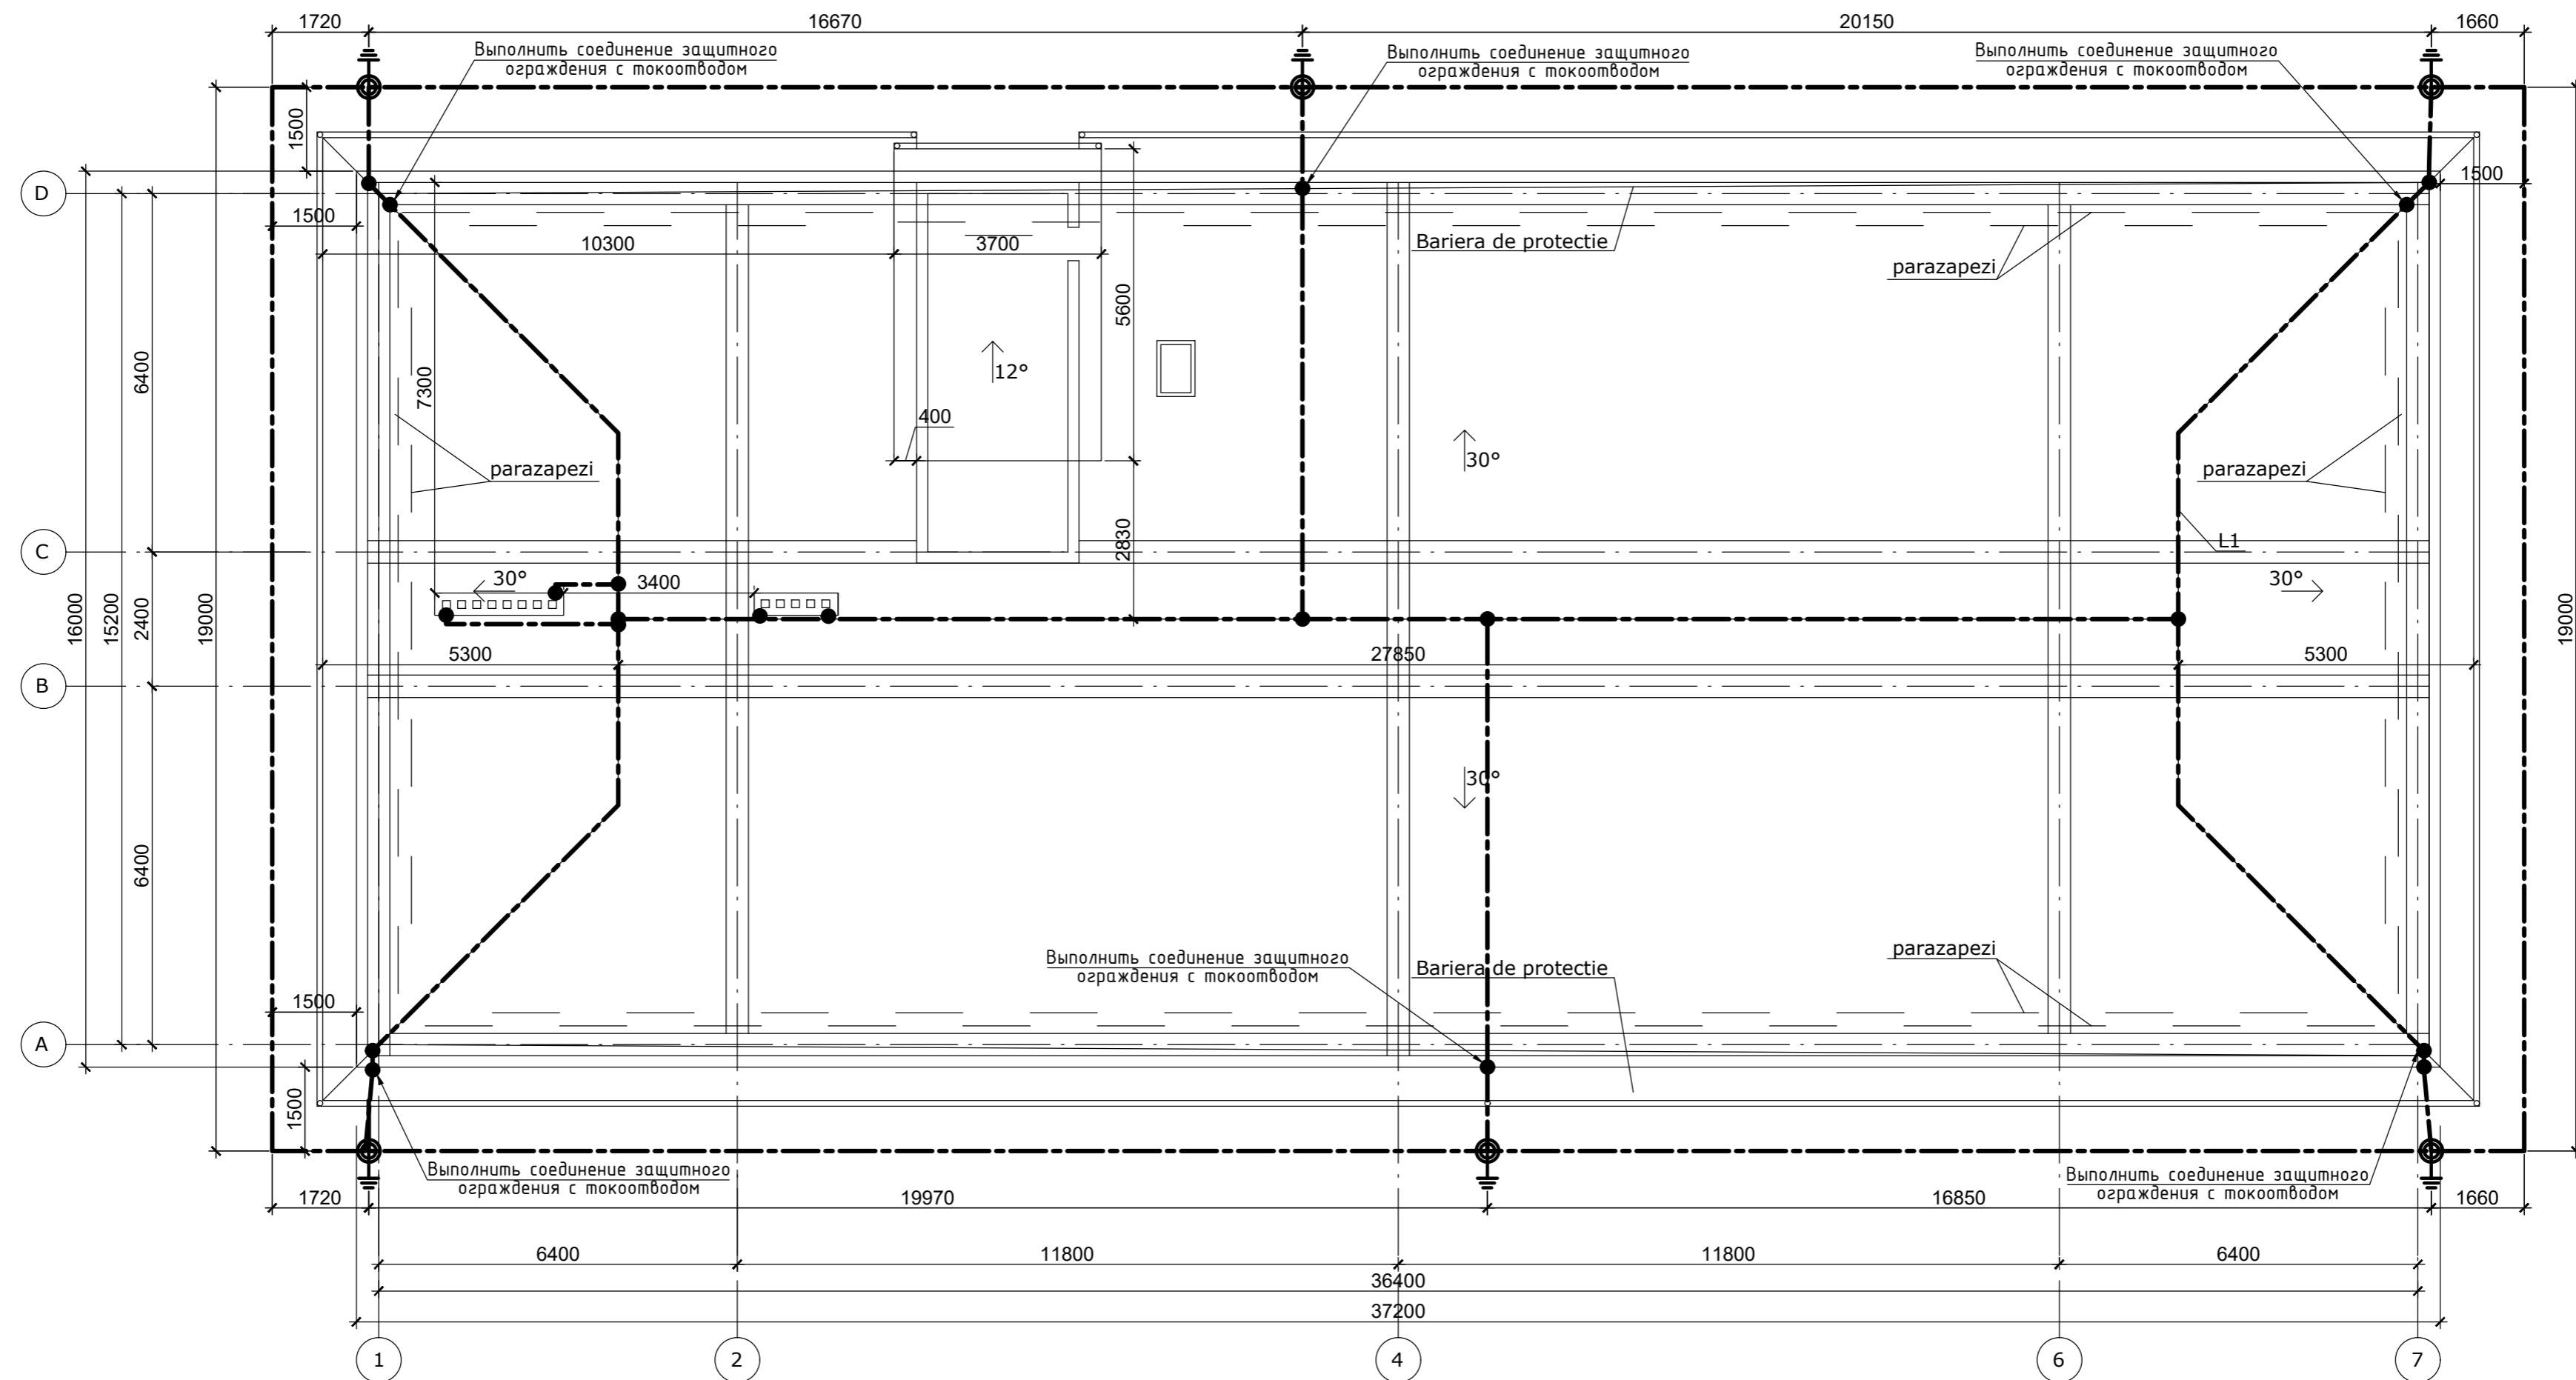 1720
16670
20150
1660
Выполнить соединение защитного
ограждения с токоотводом
Выполнить соединение защитного
ограждения с токоотводом
Выполнить соединение защитного
ограждения с токоотводом
1500
D
1500
1500
10300
3700
Bariera de protectie
parazapezi
5600
6400
7300
12°
400
30°
parazapezi
parazapezi
C
2830
L1
30°
3400
30°
16000
15200
2400
19000
19000
5300
27850
5300
B
30°
6400
Выполнить соединение защитного
ограждения с токоотводом
Bariera de protectie
parazapezi
1500
A
1500
Выполнить соединение защитного
ограждения с токоотводом
Выполнить соединение защитного
ограждения с токоотводом
1720
19970
16850
1660
6400
11800
11800
6400
36400
37200
1
2
4
6
7